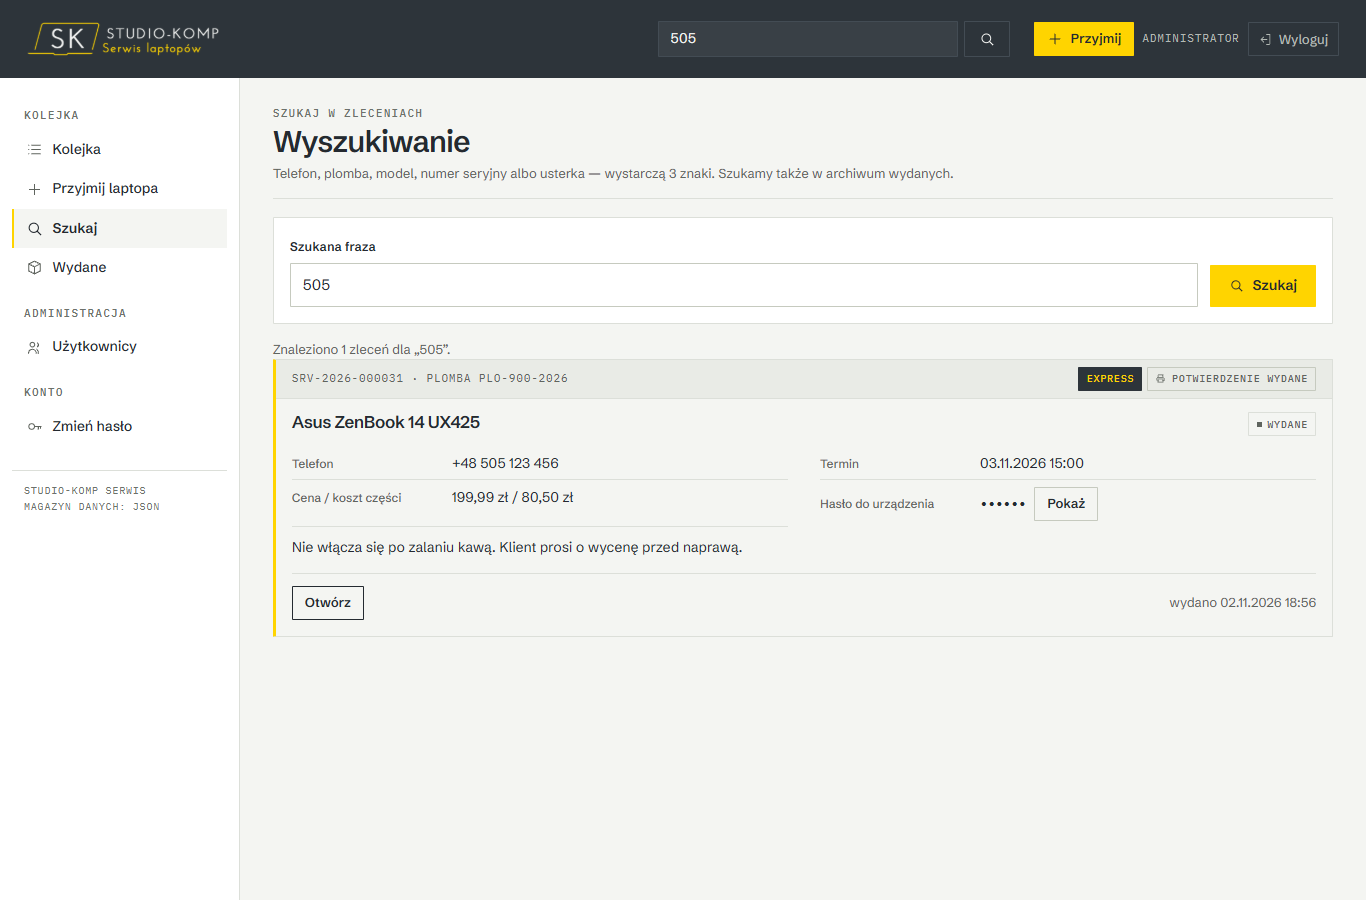 SK STUDIO-KOMP
Serwis laptopów
505
Przyjmij
ADMINISTRATOR
Wyloguj
KOLEJKA
Kolejka
Przyjmij laptopa
Szukaj
Wydane
ADMINISTRACJA
Użytkownicy
KONTO
Zmień hasło
STUDIO-KOMP SERWIS
MAGAZYN DANYCH: JSON
SZUKAJ W ZLECENIACH
Wyszukiwanie
Telefon, plomba, model, numer seryjny albo usterka — wystarczą 3 znaki. Szukamy także w archiwum wydanych.
Szukana fraza
505
Szukaj
Znaleziono 1 zleceń dla „505”.
SRV-2026-000031 · PLOMBA PLO-900-2026
EXPRESS
POTWIERDZENIE WYDANE
Asus ZenBook 14 UX425
WYDANE
Telefon +48 505 123 456
Termin 03.11.2026 15:00
Cena / koszt części 199,99 zł / 80,50 zł
Hasło do urządzenia •••••• Pokaż
Nie włącza się po zalaniu kawą. Klient prosi o wycenę przed naprawą.
Otwórz
wydano 02.11.2026 18:56